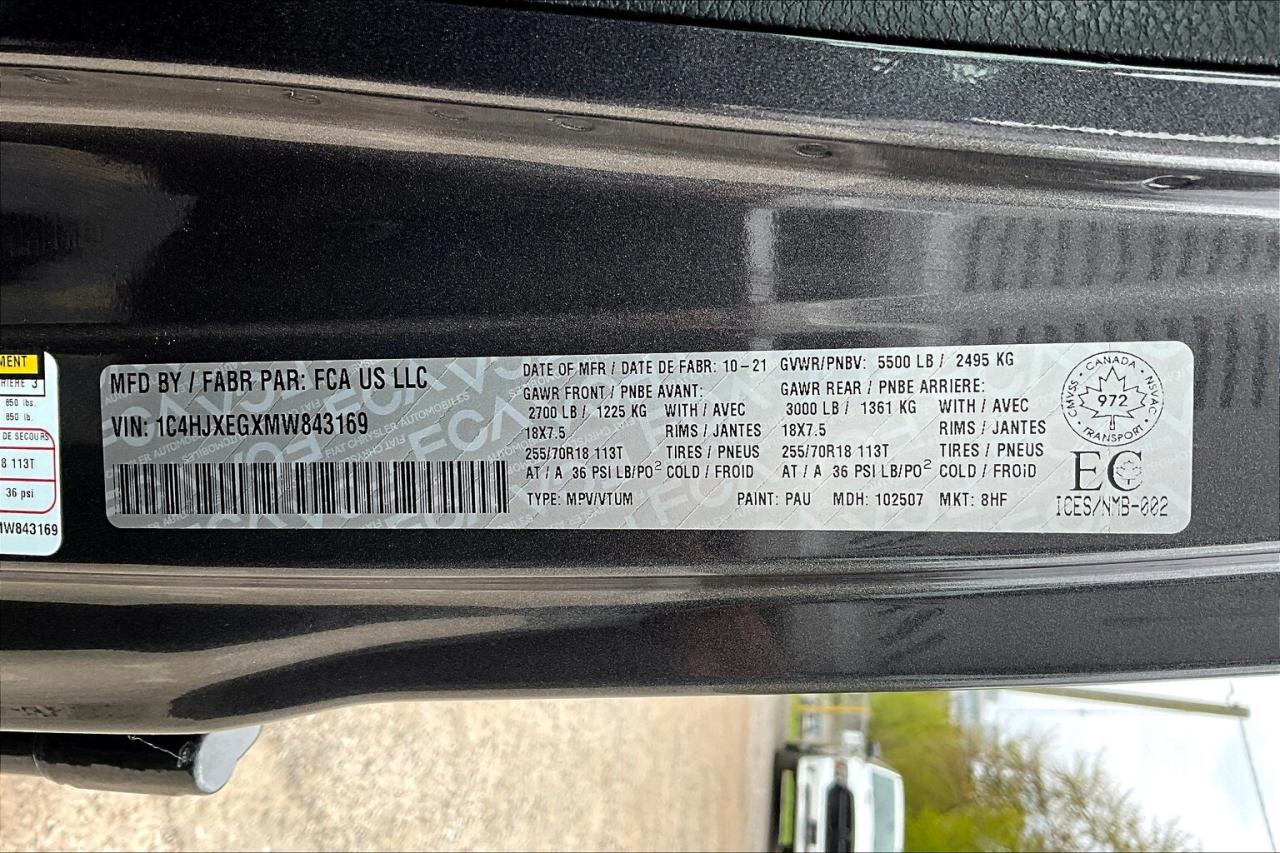 MENT
RIÈRE 3
850 lbs.
850 lb.
DE SECOURS
8 113T
36 psi
MW843169
MFD BY / FABR PAR: FCA US LLC
VIN: 1C4HJXEGXMW843169
DATE OF MFR / DATE DE FABR: 10-21 GVWR/PNBV: 5500 LB / 2495 KG
GAWR FRONT / PNBE AVANT: GAWR REAR / PNBE ARRIERE:
2700 LB / 1225 KG WITH / AVEC 3000 LB / 1361 KG WITH / AVEC
18X7.5 RIMS / JANTES 18X7.5 RIMS / JANTES
255/70R18 113T TIRES / PNEUS 255/70R18 113T TIRES / PNEUS
AT / A 36 PSI LB/PO² COLD / FROID AT / A 36 PSI LB/PO² COLD / FROID
TYPE: MPV/VTUM PAINT: PAU MDH: 102507 MKT: 8HF
CANADA
CMVSS 972 NSVAC
TRANSPORT
EC
ICES/NMB-002